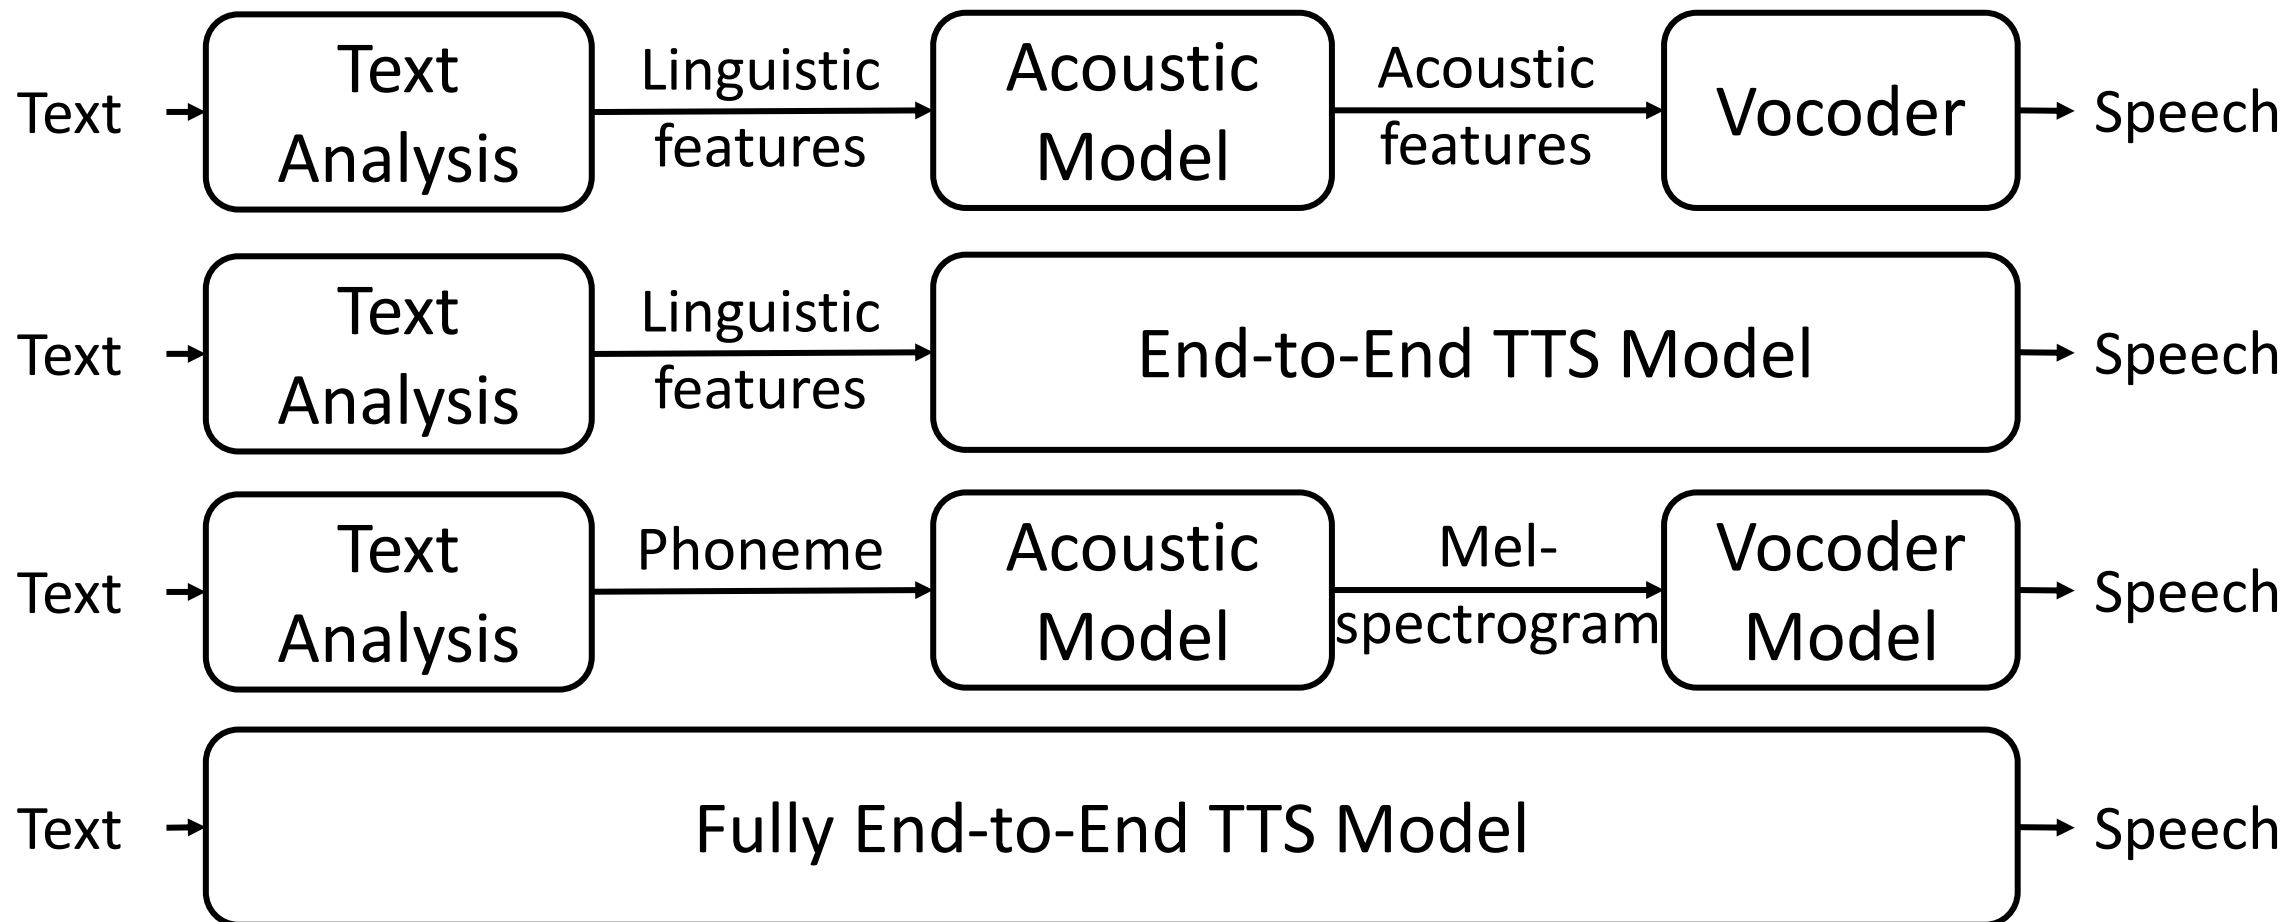 Text
Text
Analysis
Linguistic
features
Acoustic
Model
Acoustic
features
Vocoder
Speech
Text
Text
Analysis
Linguistic
features
End-to-End TTS Model
Speech
Text
Text
Analysis
Phoneme
Acoustic
Model
Mel-
spectrogram
Vocoder
Model
Speech
Text
Fully End-to-End TTS Model
Speech